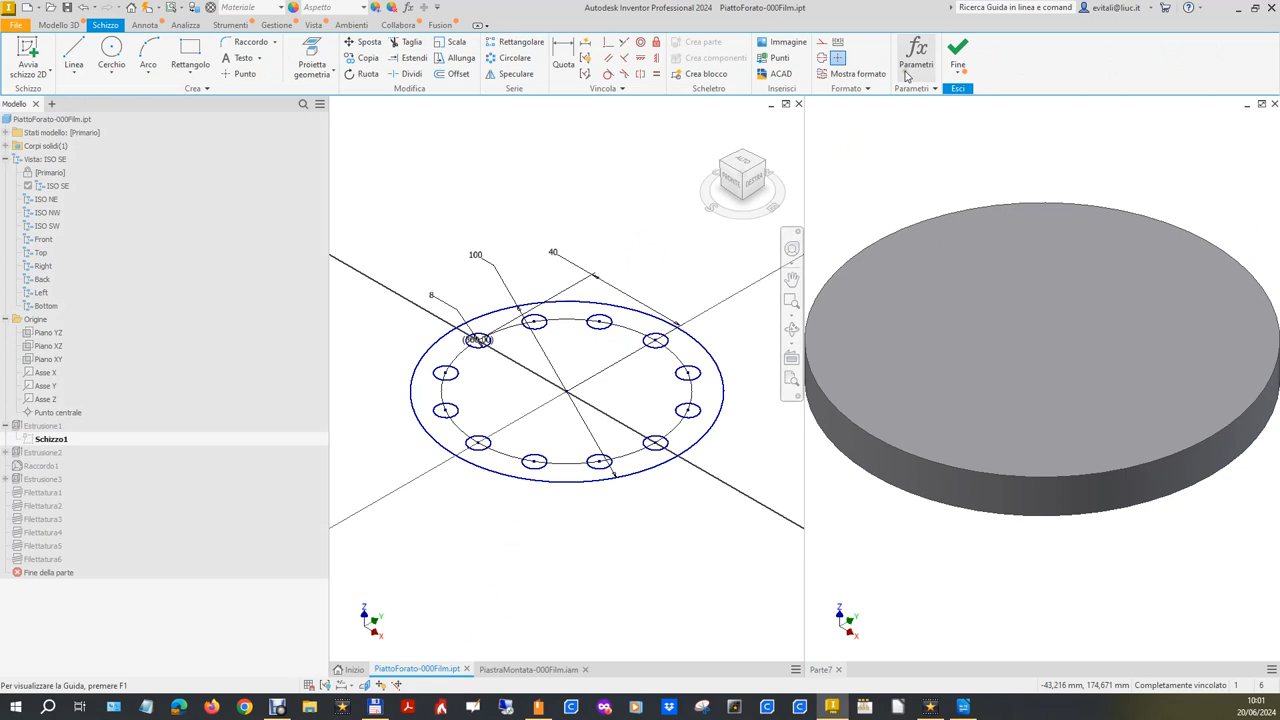 Materiale
Aspetto
Autodesk Inventor Professional 2024 PiattoForato-000Film.ipt
Ricerca Guida in linea e comandi
evitali@liuc.it
File
Modello 3D
Schizzo
Annota
Analizza
Strumenti
Gestione
Vista
Ambienti
Collabora
Fusion
Avvia
schizzo 2D
Linea
Cerchio
Arco
Rettangolo
Raccordo
Testo
Punto
Proietta
geometria
Sposta
Copia
Ruota
Taglia
Estendi
Dividi
Scala
Allunga
Offset
Rettangolare
Circolare
Speculare
Quota
Crea parte
Crea componenti
Crea blocco
Immagine
Punti
ACAD
Mostra formato
fx
Parametri
Fine
Schizzo
Crea
Modifica
Serie
Vincola
Scheletro
Inserisci
Formato
Parametri
Esci
Modello
PiattoForato-000Film.ipt
Stati modello: [Primario]
Corpi solidi(1)
Vista: ISO SE
[Primario]
ISO SE
ISO NE
ISO NW
ISO SW
Front
Top
Right
Back
Left
Bottom
Origine
Piano YZ
Piano XZ
Piano XY
Asse X
Asse Y
Asse Z
Punto centrale
Estrusione1
Schizzo1
Estrusione2
Raccordo1
Estrusione3
Filettatura1
Filettatura2
Filettatura3
Filettatura4
Filettatura5
Filettatura6
Fine della parte
100
40
8
ALTO
FRONTE
DESTRA
Z
Y
X
Z
Y
X
Inizio
PiattoForato-000Film.ipt
PiastraMontata-000Film.iam
Parte7
Per visualizzare la Guida, premere F1
-43,216 mm, 174,671 mm
Completamente vincolato
1
6
10:01
20/06/2024